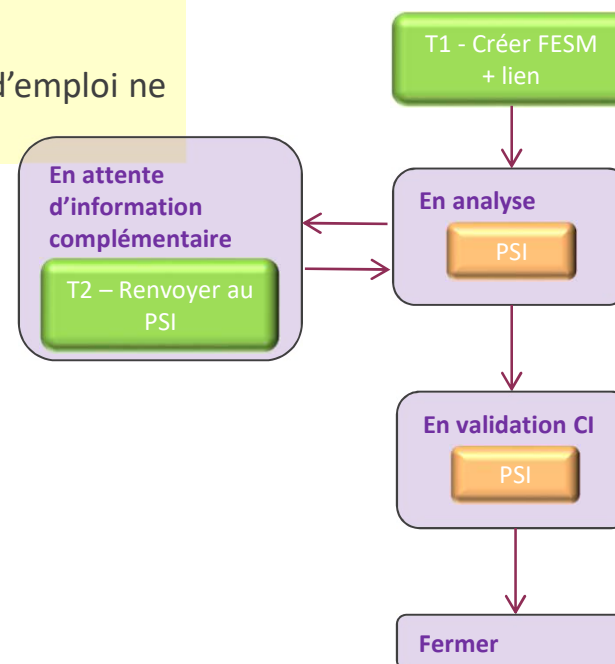 d’emploi ne
T1 - Créer FESM
+ lien
En attente
d’information
complémentaire
T2 – Renvoyer au
PSI
En analyse
PSI
En validation CI
PSI
Fermer